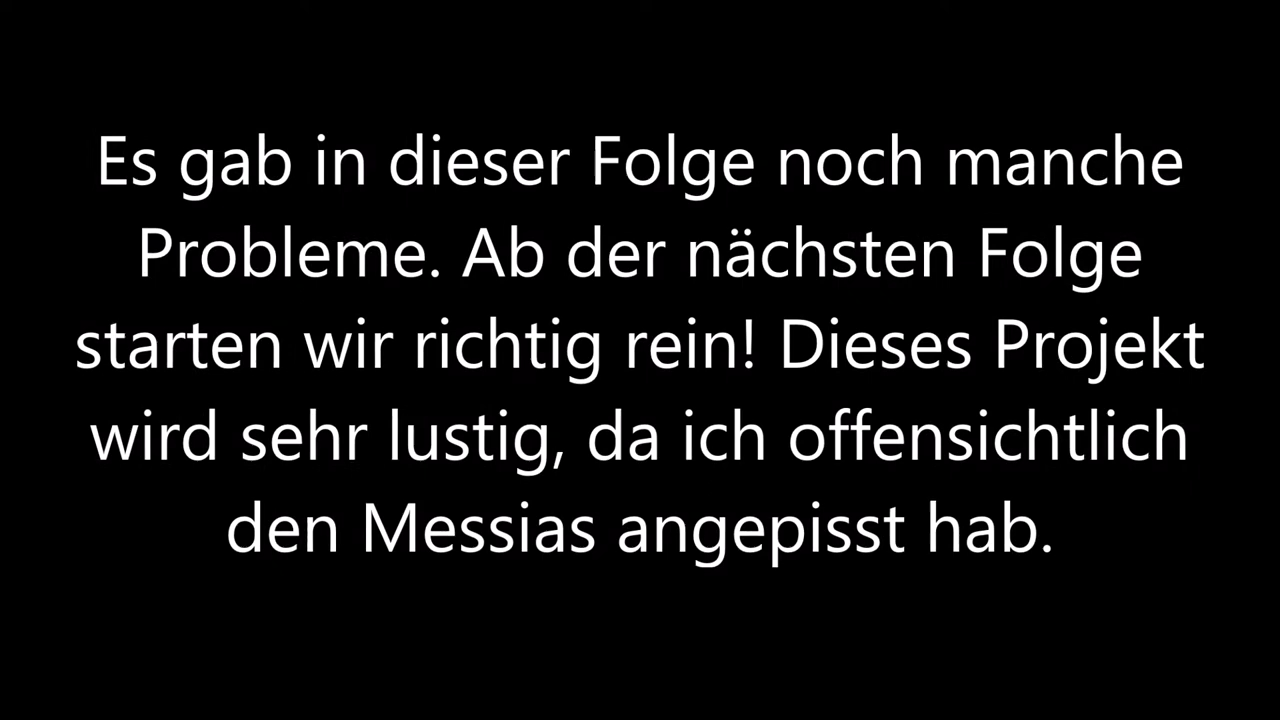 Es gab in dieser Folge noch manche
Probleme. Ab der nächsten Folge
starten wir richtig rein! Dieses Projekt
wird sehr lustig, da ich offensichtlich
den Messias angepisst hab.